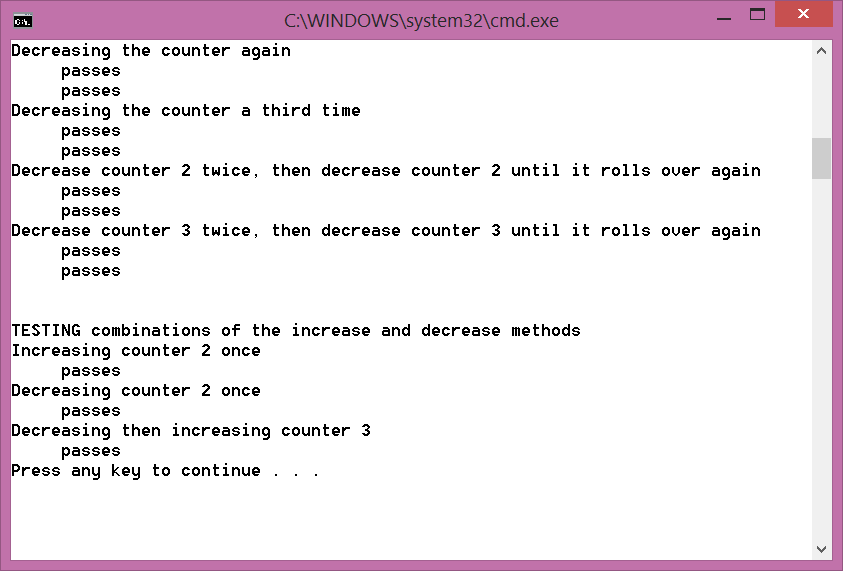 C:\WINDOWS\system32\cmd.exe
Decreasing the counter again
passes
passes
Decreasing the counter a third time
passes
passes
Decrease counter 2 twice, then decrease counter 2 until it rolls over again
passes
passes
Decrease counter 3 twice, then decrease counter 3 until it rolls over again
passes
passes
TESTING combinations of the increase and decrease methods
Increasing counter 2 once
passes
Decreasing counter 2 once
passes
Decreasing then increasing counter 3
passes
Press any key to continue . . .